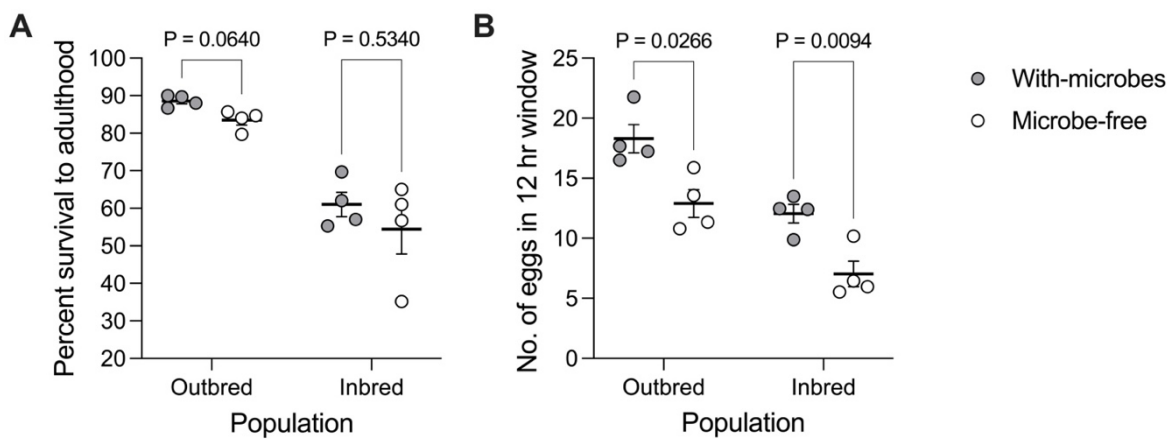 A
P = 0.0640
P = 0.5340
Percent survival to adulthood
100
90
80
70
60
50
40
30
20
Outbred
Inbred
Population
B
P = 0.0266
P = 0.0094
No. of eggs in 12 hr window
25
20
15
10
5
0
Outbred
Inbred
Population
With-microbes
Microbe-free